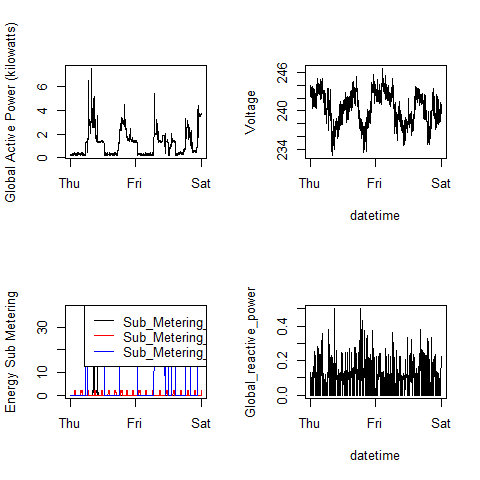 Global Active Power (kilowatts)
0 2 4 6
Thu Fri Sat
Voltage
234 240 246
Thu Fri Sat
datetime
Energy Sub Metering
0 10 30
Sub_Metering_
Sub_Metering_
Sub_Metering_
Thu Fri Sat
Global_reactive_power
0.0 0.2 0.4
Thu Fri Sat
datetime